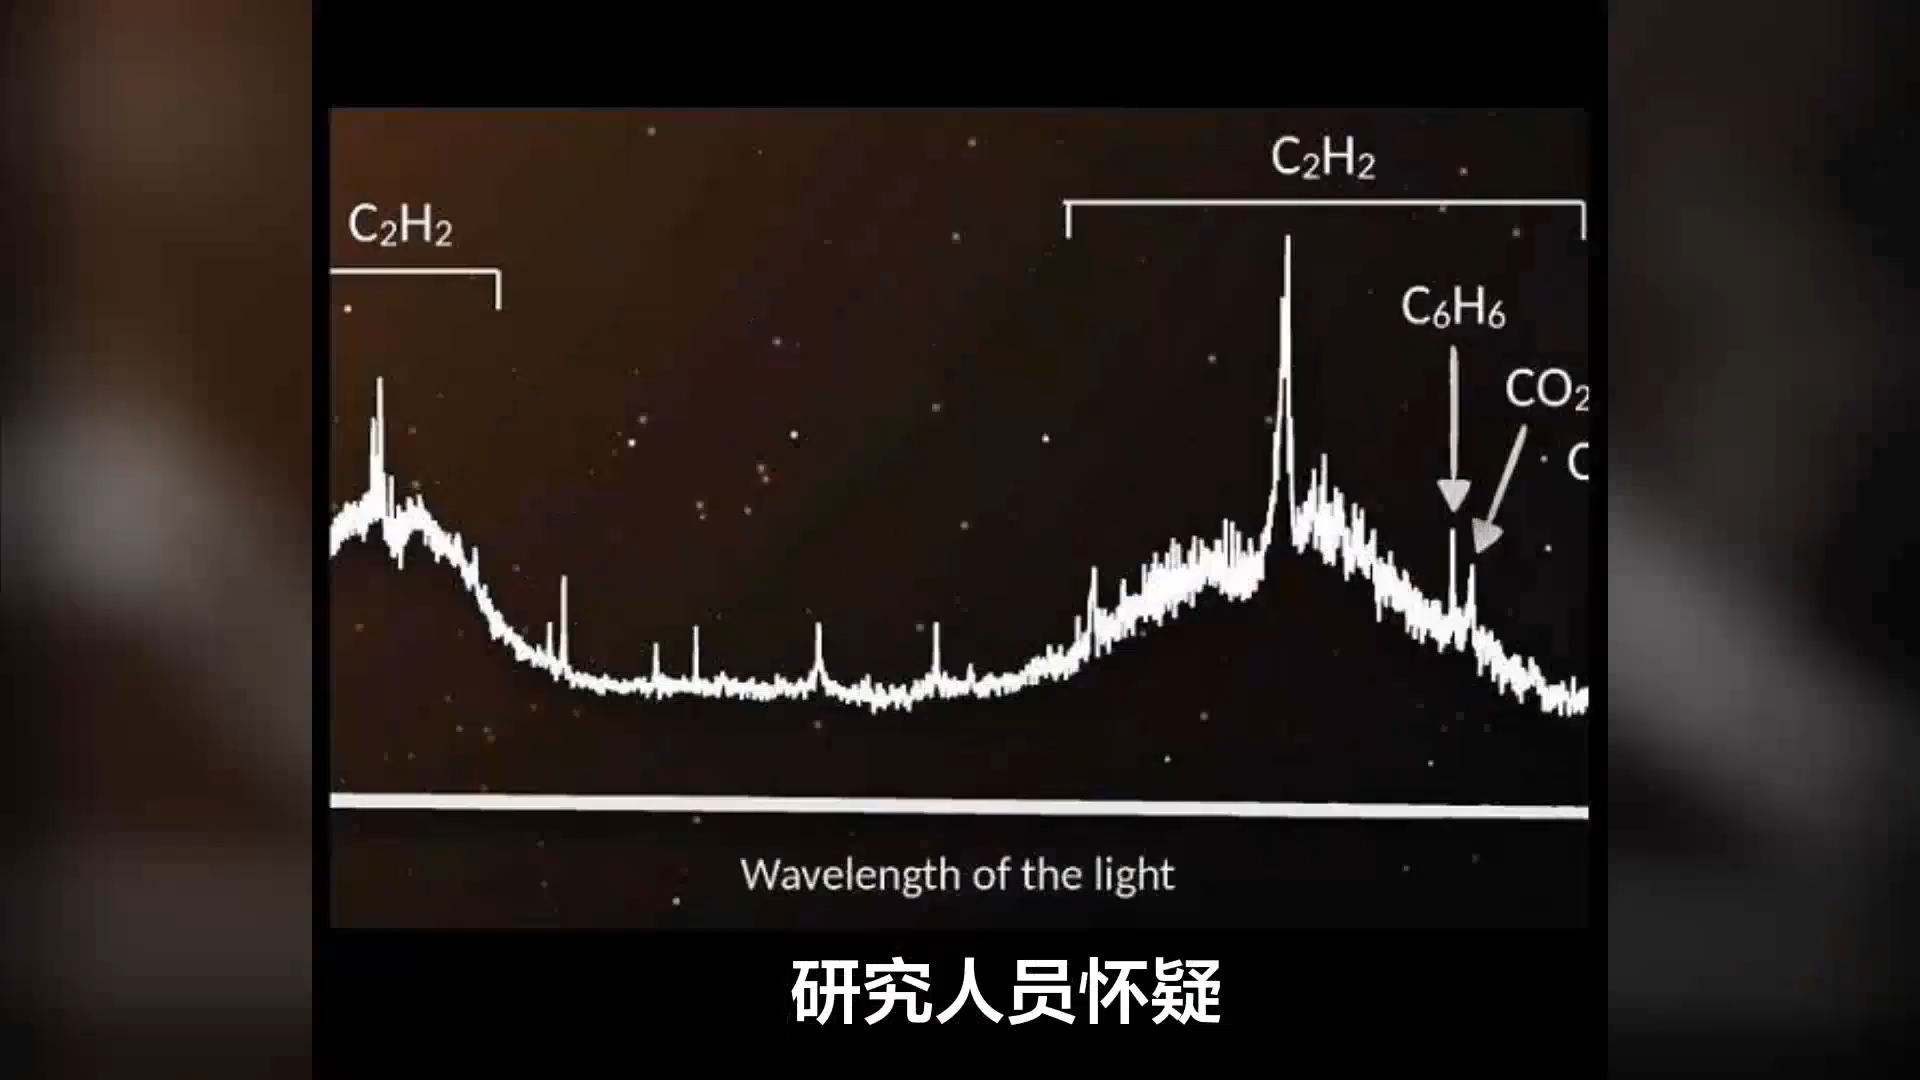 C₂H₂
C₂H₂
C₆H₆
CO₂
C
Wavelength of the light
研究人员怀疑